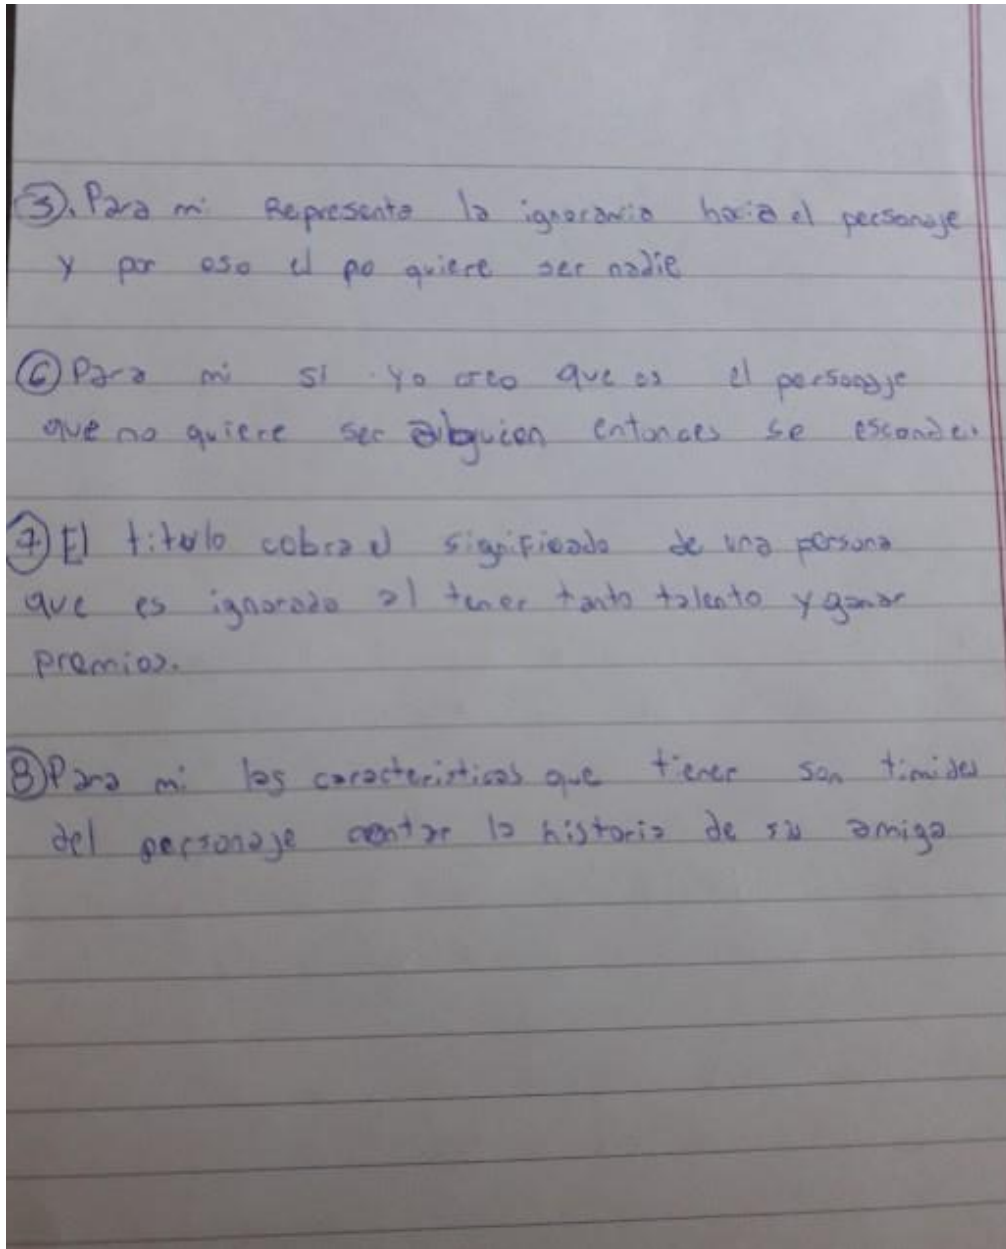 5). Para mi Representa la ignorancia hacia el personaje
y por eso el no quiere ser nadie
6) Para mi si yo creo que es el personaje
que no quiere ser alguien entonces se esconde.
7) El titulo cobra el significado de una persona
que es ignorado al tener tanto talento y ganar
premios.
8) Para mi las caracteristicas que tiener son timides
del personaje contar la historia de su amiga